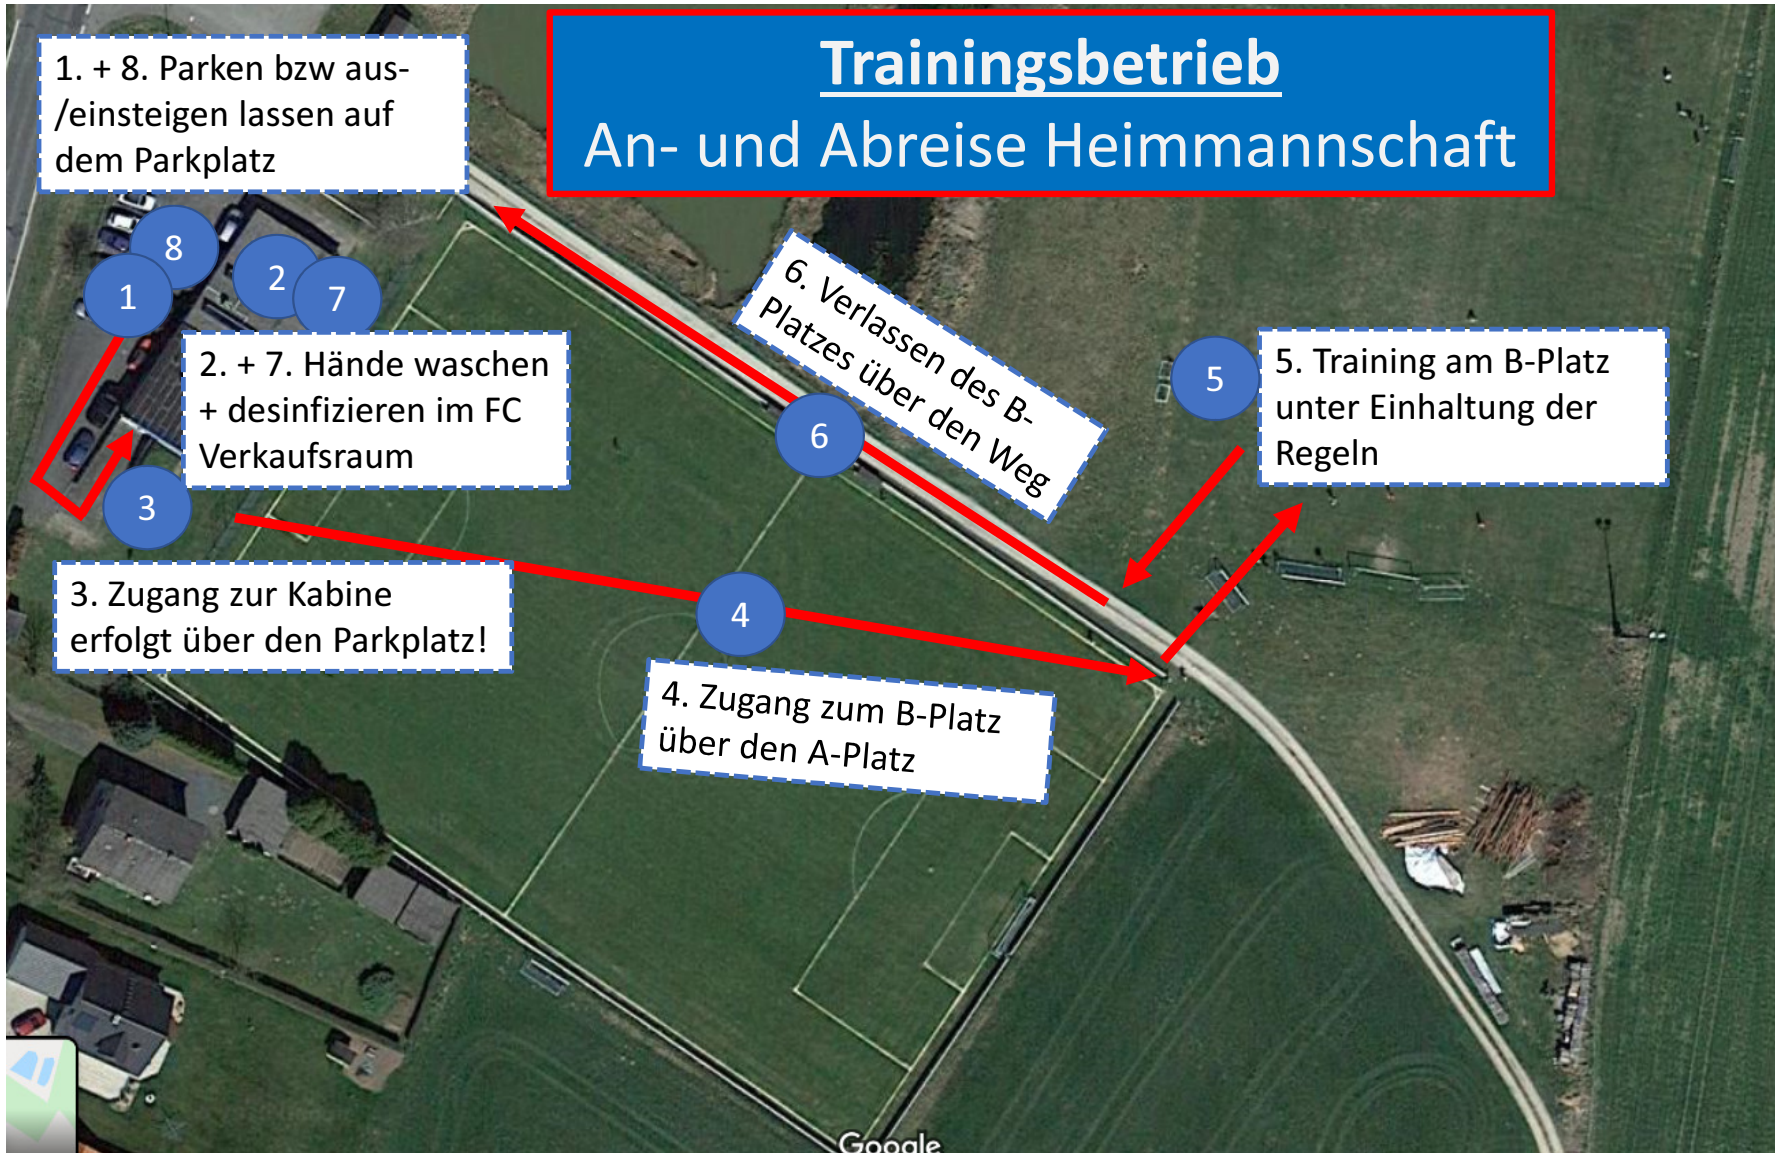 Trainingsbetrieb
An- und Abreise Heimmannschaft
1. + 8. Parken bzw aus-
/einsteigen lassen auf
dem Parkplatz
8
1
2
7
2. + 7. Hände waschen
+ desinfizieren im FC
Verkaufsraum
3
3. Zugang zur Kabine
erfolgt über den Parkplatz!
4
4. Zugang zum B-Platz
über den A-Platz
5
5. Training am B-Platz
unter Einhaltung der
Regeln
6
6. Verlassen des B-
Platzes über den Weg
Google